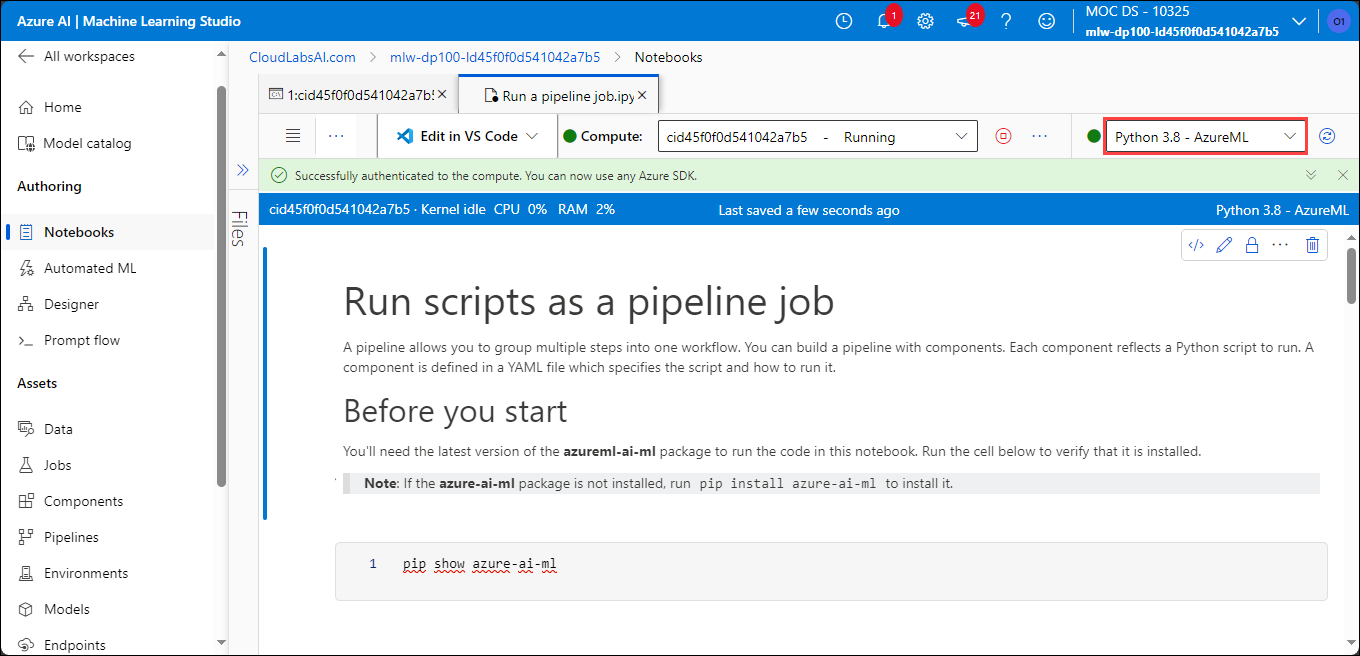 Azure AI | Machine Learning Studio
1
21
MOC DS - 10325
mlw-dp100-ld45f0f0d541042a7b5
O1
All workspaces
Home
Model catalog
Authoring
Notebooks
Automated ML
Designer
Prompt flow
Assets
Data
Jobs
Components
Pipelines
Environments
Models
Endpoints
CloudLabsAI.com > mlw-dp100-ld45f0f0d541042a7b5 > Notebooks
Files
1:cid45f0f0d541042a7b5
Run a pipeline job.ipy
Edit in VS Code
Compute: cid45f0f0d541042a7b5 - Running
Python 3.8 - AzureML
Successfully authenticated to the compute. You can now use any Azure SDK.
cid45f0f0d541042a7b5 · Kernel idle CPU 0% RAM 2%
Last saved a few seconds ago
Python 3.8 - AzureML
Run scripts as a pipeline job
A pipeline allows you to group multiple steps into one workflow. You can build a pipeline with components. Each component reflects a Python script to run. A
component is defined in a YAML file which specifies the script and how to run it.
Before you start
You'll need the latest version of the azureml-ai-ml package to run the code in this notebook. Run the cell below to verify that it is installed.
Note: If the azure-ai-ml package is not installed, run pip install azure-ai-ml to install it.
1 pip show azure-ai-ml